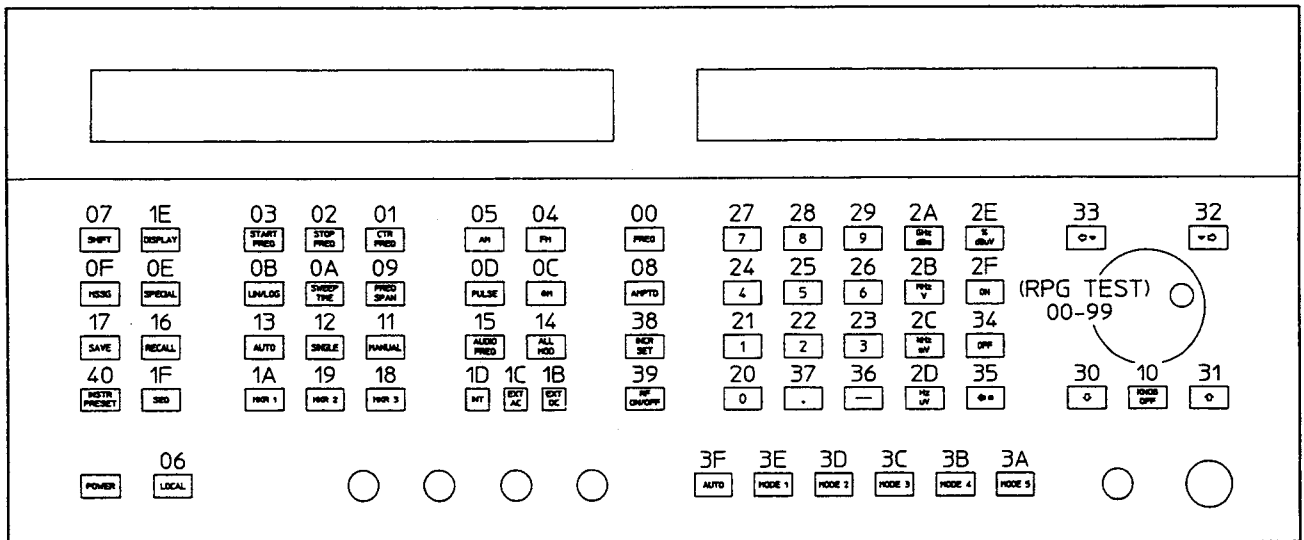 07 1E 03 02 01 05 04 00 27 28 29 2A 2E 33 32
SHIFT DISPLAY START FREQ STOP FREQ CTR FREQ AM FM FREQ 7 8 9 GHz dBm % dBuV ⇦▾ ▾⇨
0F 0E 0B 0A 09 0D 0C 08 24 25 26 2B 2F
MSSG SPECIAL LIN/LOG SWEEP TIME FREQ SPAN PULSE ΦM AMPTD 4 5 6 MHz V ON
(RPG TEST)
00-99
17 16 13 12 11 15 14 38 21 22 23 2C 34
SAVE RECALL AUTO SINGLE MANUAL AUDIO FREQ ALL MOD INCR SET 1 2 3 kHz mV OFF
40 1F 1A 19 18 1D 1C 1B 39 20 37 36 2D 35 30 10 31
INSTR PRESET SEQ MKR 1 MKR 2 MKR 3 INT EXT AC EXT DC RF ON/OFF 0 . — Hz uV ⇩ KNOB OFF ⇧
06 3F 3E 3D 3C 3B 3A
POWER LOCAL AUTO MODE 1 MODE 2 MODE 3 MODE 4 MODE 5